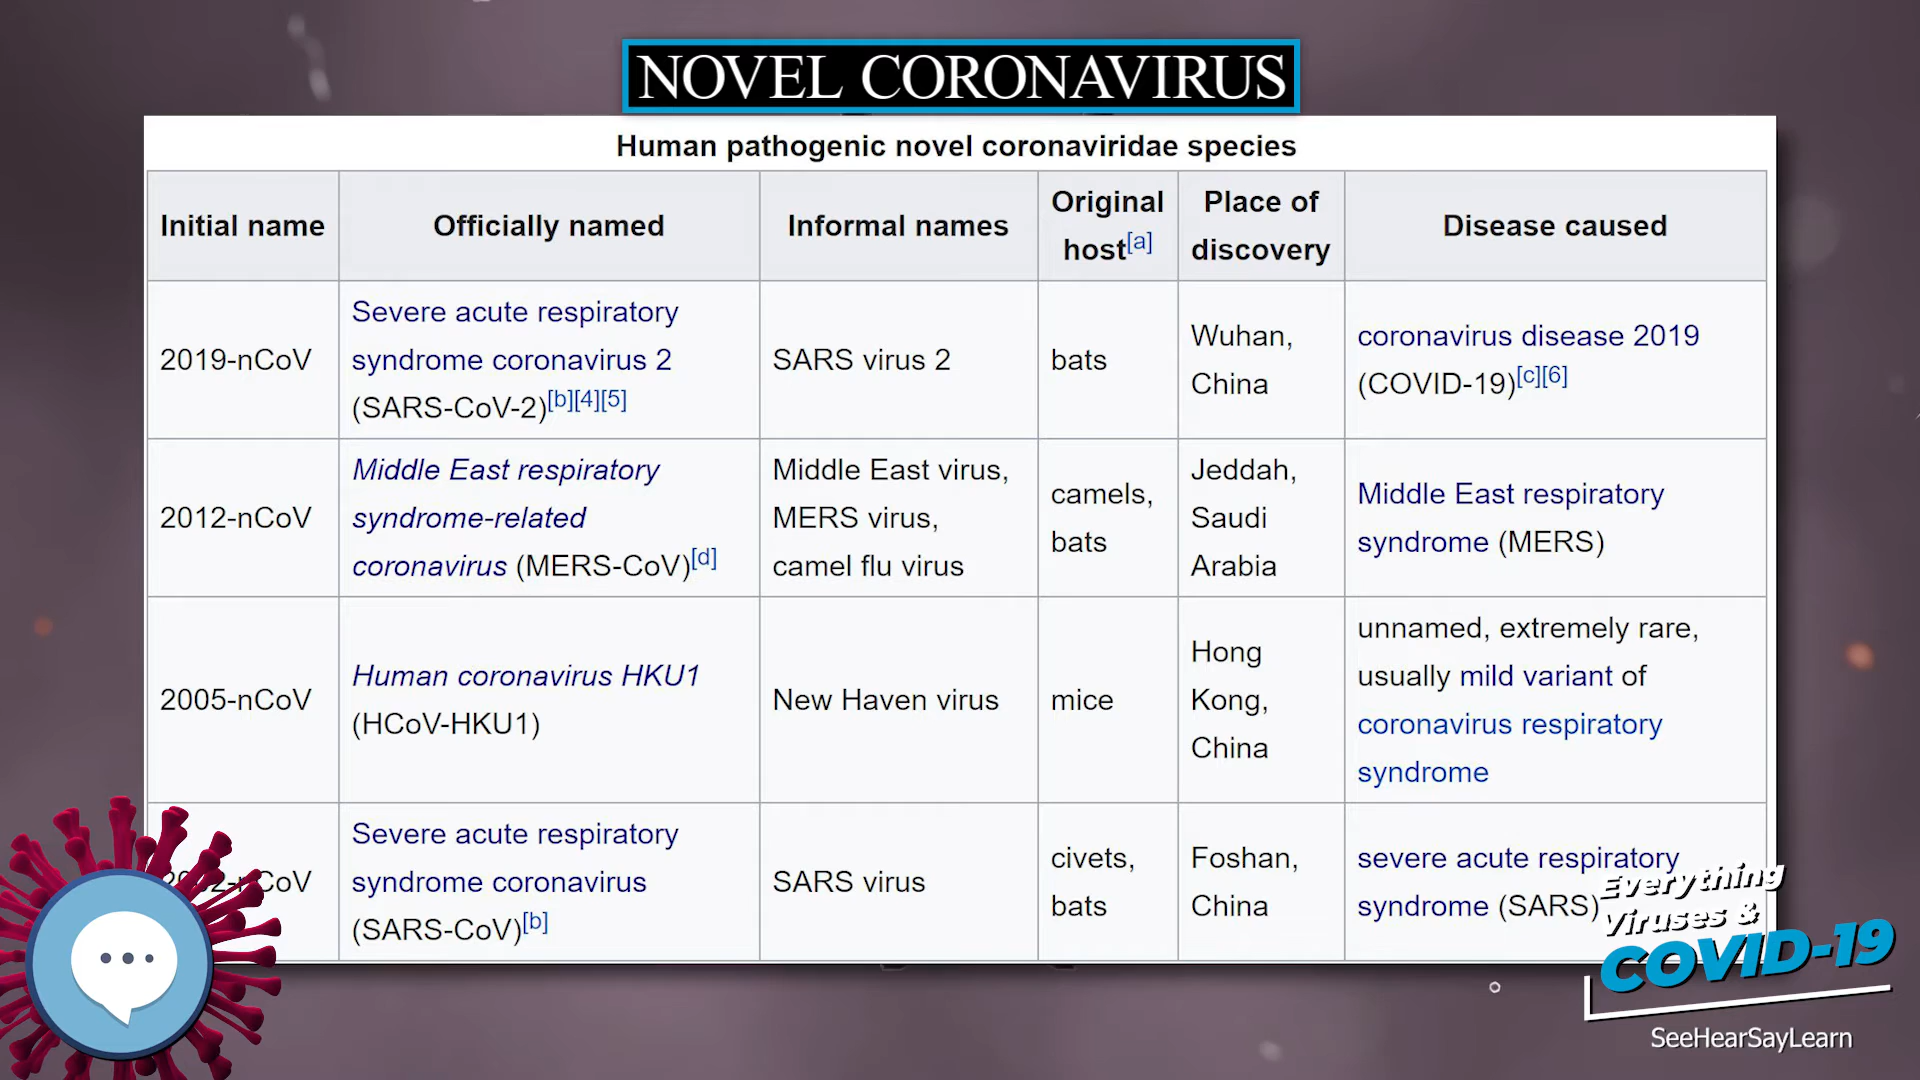 NOVEL CORONAVIRUS
Human pathogenic novel coronaviridae species
Initial name
Officially named
Informal names
Original
host[a]
Place of
discovery
Disease caused
2019-nCoV
Severe acute respiratory
syndrome coronavirus 2
(SARS-CoV-2)[b][4][5]
SARS virus 2
bats
Wuhan,
China
coronavirus disease 2019
(COVID-19)[c][6]
2012-nCoV
Middle East respiratory
syndrome-related
coronavirus (MERS-CoV)[d]
Middle East virus,
MERS virus,
camel flu virus
camels,
bats
Jeddah,
Saudi
Arabia
Middle East respiratory
syndrome (MERS)
2005-nCoV
Human coronavirus HKU1
(HCoV-HKU1)
New Haven virus
mice
Hong
Kong,
China
unnamed, extremely rare,
usually mild variant of
coronavirus respiratory
syndrome
Severe acute respiratory
syndrome coronavirus
(SARS-CoV)[b]
SARS virus
civets,
bats
Foshan,
China
severe acute respiratory
syndrome (SARS)
Everything
Viruses &
COVID-19
SeeHearSayLearn